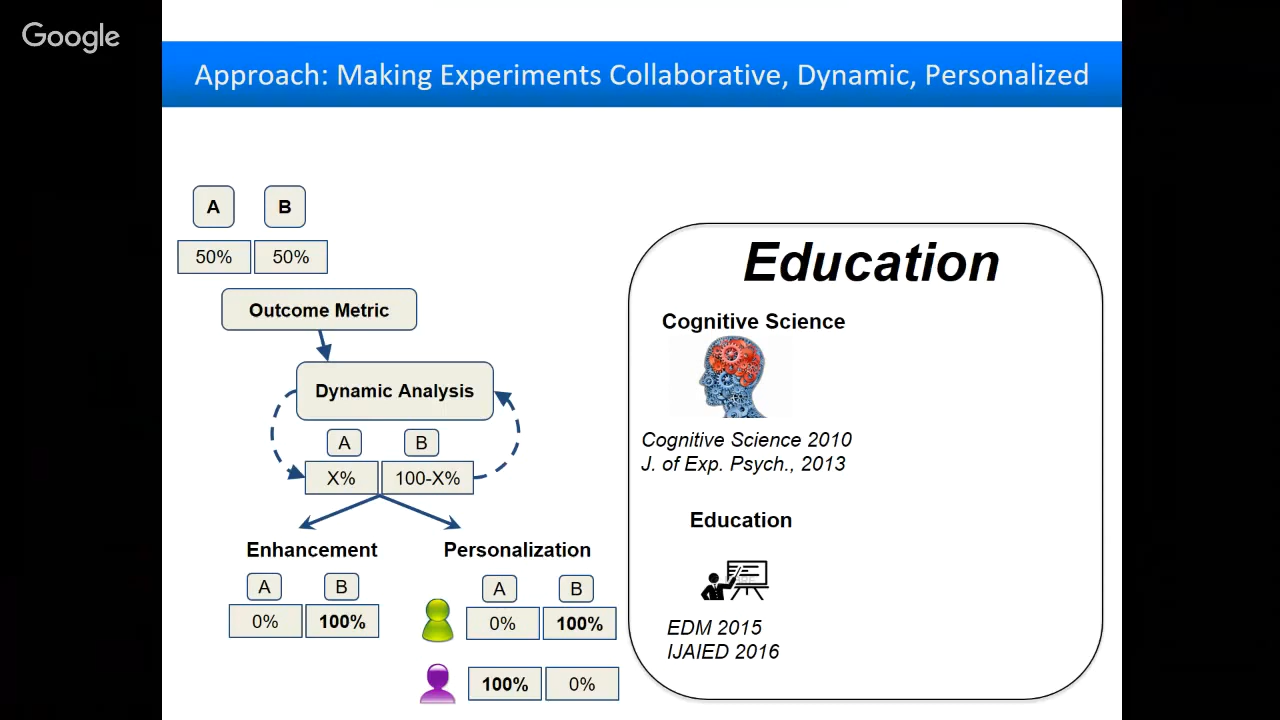 Google
Approach: Making Experiments Collaborative, Dynamic, Personalized
A B
50% 50%
Outcome Metric
Dynamic Analysis
A B
X% 100-X%
Enhancement
A B
0% 100%
Personalization
A B
0% 100%
100% 0%
Education
Cognitive Science
Cognitive Science 2010
J. of Exp. Psych., 2013
Education
EDM 2015
IJAIED 2016